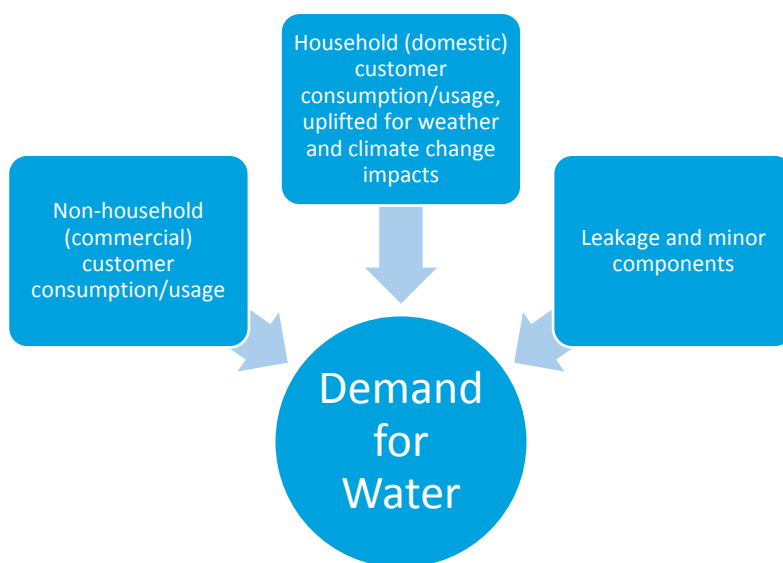 Household (domestic)
customer
consumption/usage,
uplifted for weather
and climate change
impacts
Non-household
(commercial)
customer
consumption/usage
Leakage and minor
components
Demand
for
Water